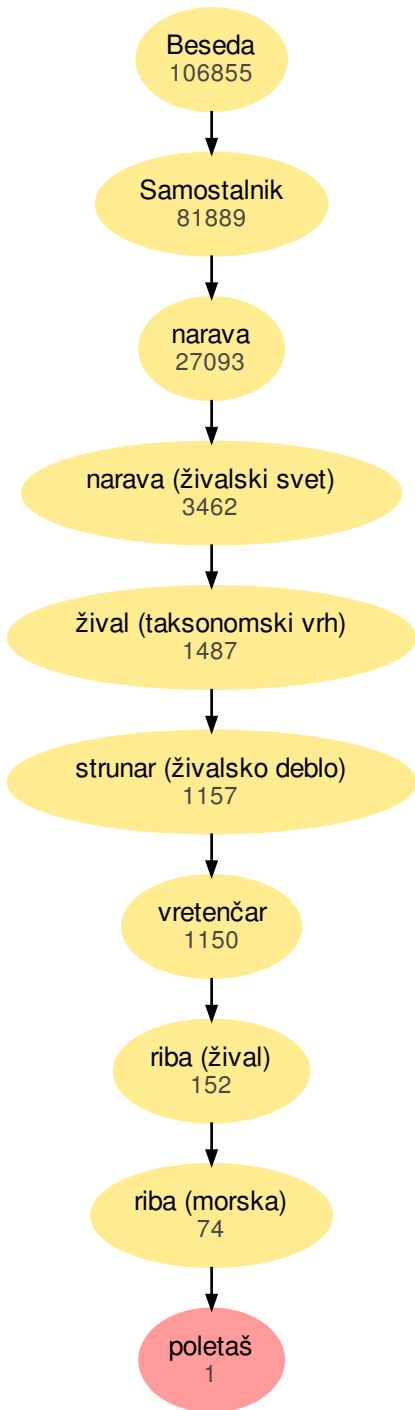 Beseda
106855
Samostalnik
81889
narava
27093
narava (živalski svet)
3462
žival (taksonomski vrh)
1487
strunar (živalsko deblo)
1157
vretenčar
1150
riba (žival)
152
riba (morska)
74
poletaš
1